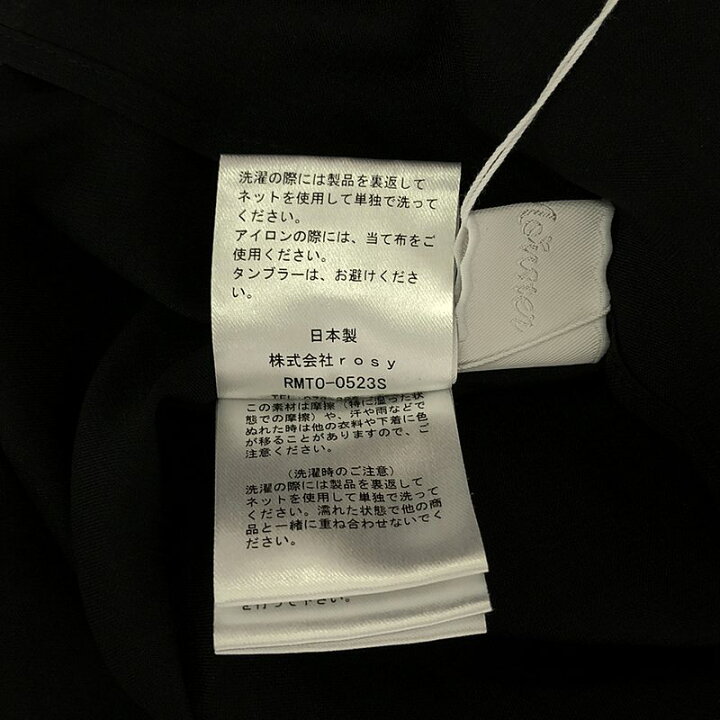 洗濯の際には製品を裏返して
ネットを使用して単独で洗って
ください。
アイロンの際には、当て布をご
使用ください。
タンブラーは、お避けくださ
い。
日本製
株式会社rosy
RMTO-0523S
この素材は摩擦（特に湿った状
態での摩擦）や、汗や雨などで
ぬれた時は他の衣料や下着に色
が移ることがありますので、ご
注意ください。
（洗濯時のご注意）
洗濯の際には製品を裏返して
ネットを使用して単独で洗って
ください。濡れた状態で他の商
品と一緒に重ね合わせないでく
ださい。